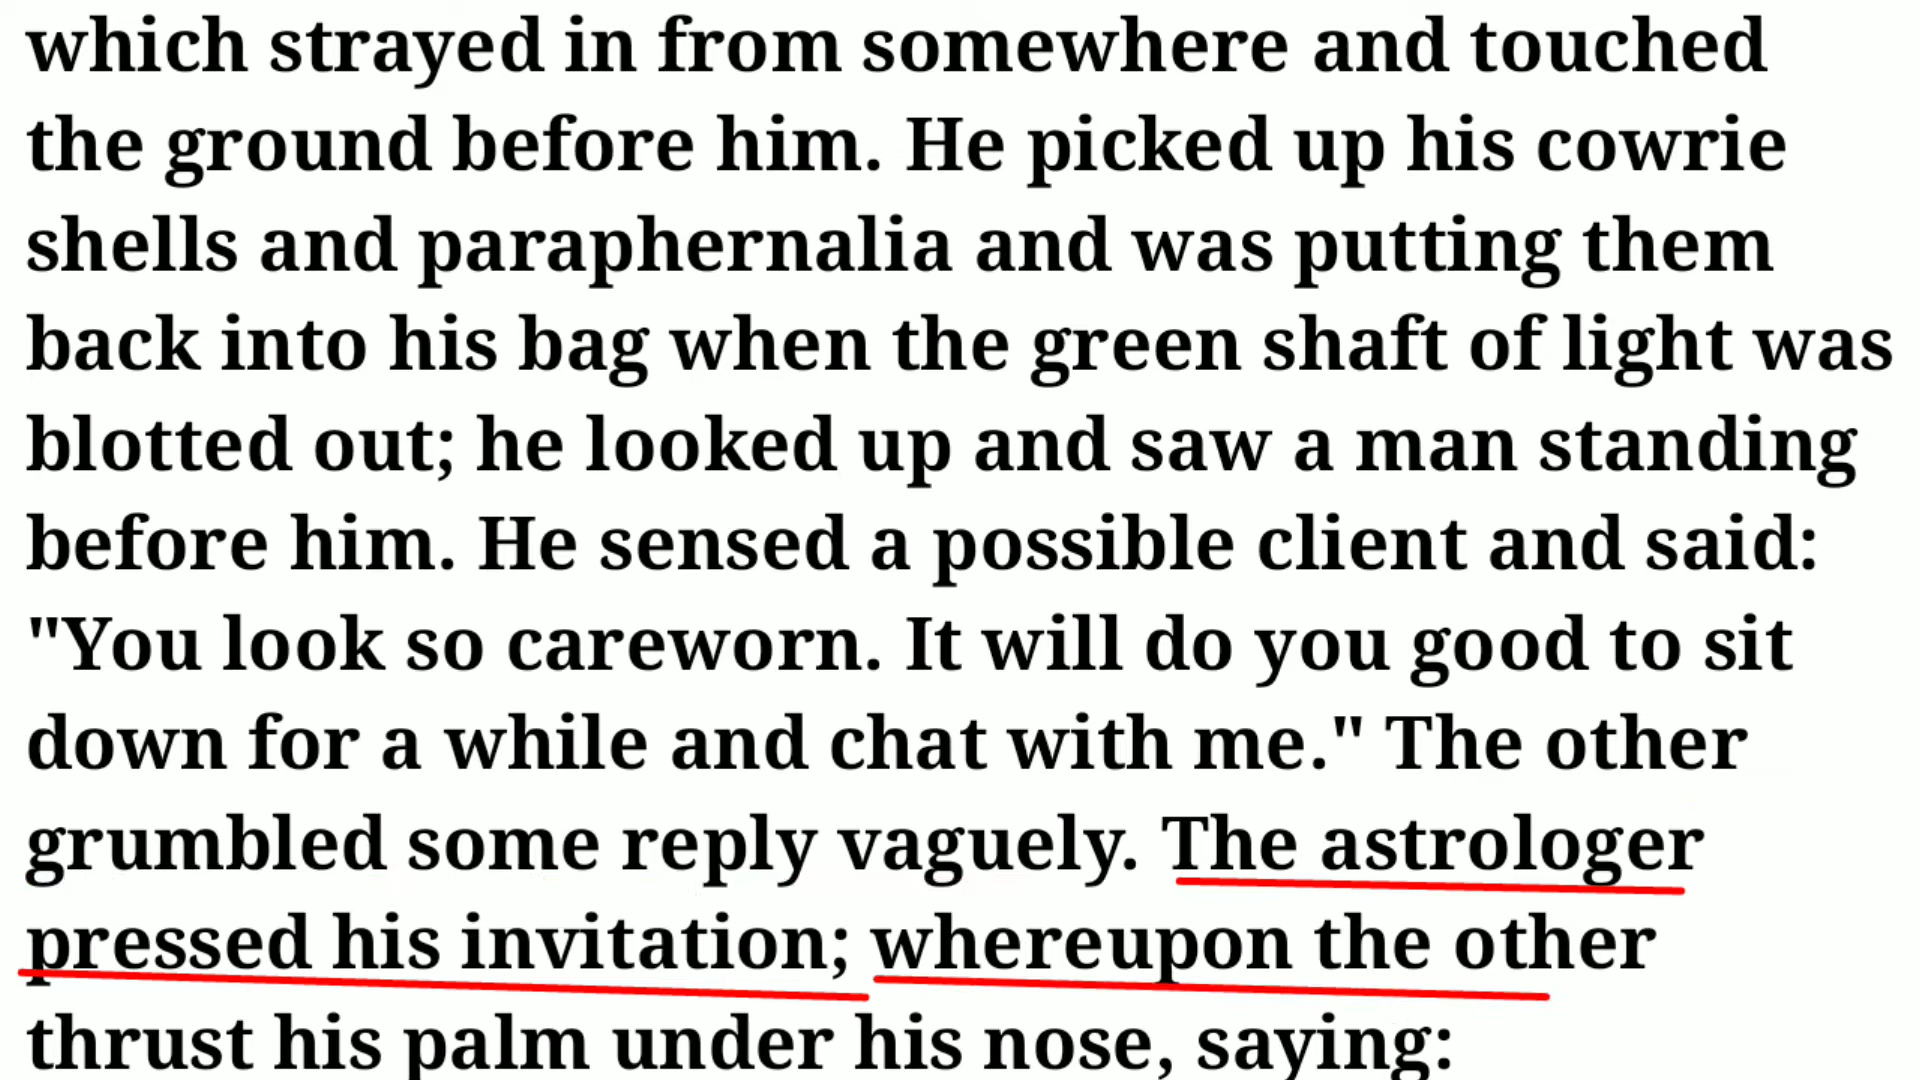 which strayed in from somewhere and touched
the ground before him. He picked up his cowrie
shells and paraphernalia and was putting them
back into his bag when the green shaft of light was
blotted out; he looked up and saw a man standing
before him. He sensed a possible client and said:
"You look so careworn. It will do you good to sit
down for a while and chat with me." The other
grumbled some reply vaguely. The astrologer
pressed his invitation; whereupon the other
thrust his palm under his nose, saying: